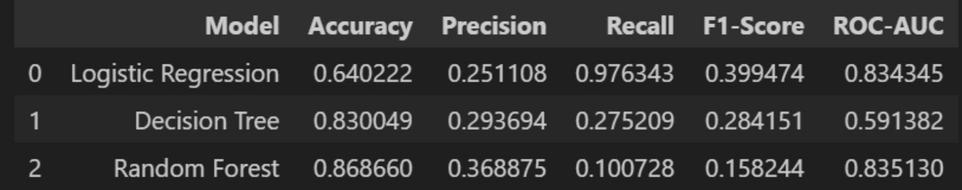 Model Accuracy Precision Recall F1-Score ROC-AUC
0 Logistic Regression 0.640222 0.251108 0.976343 0.399474 0.834345
1 Decision Tree 0.830049 0.293694 0.275209 0.284151 0.591382
2 Random Forest 0.868660 0.368875 0.100728 0.158244 0.835130